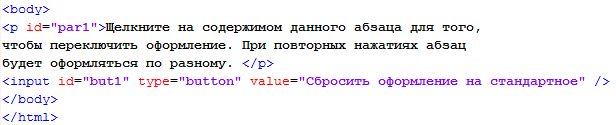 <body>
<p id="par1">Щелкните на содержимом данного абзаца для того,
чтобы переключить оформление. При повторных нажатиях абзац
будет оформляться по разному. </p>
<input id="but1" type="button" value="Сбросить оформление на стандартное" />
</body>
</html>